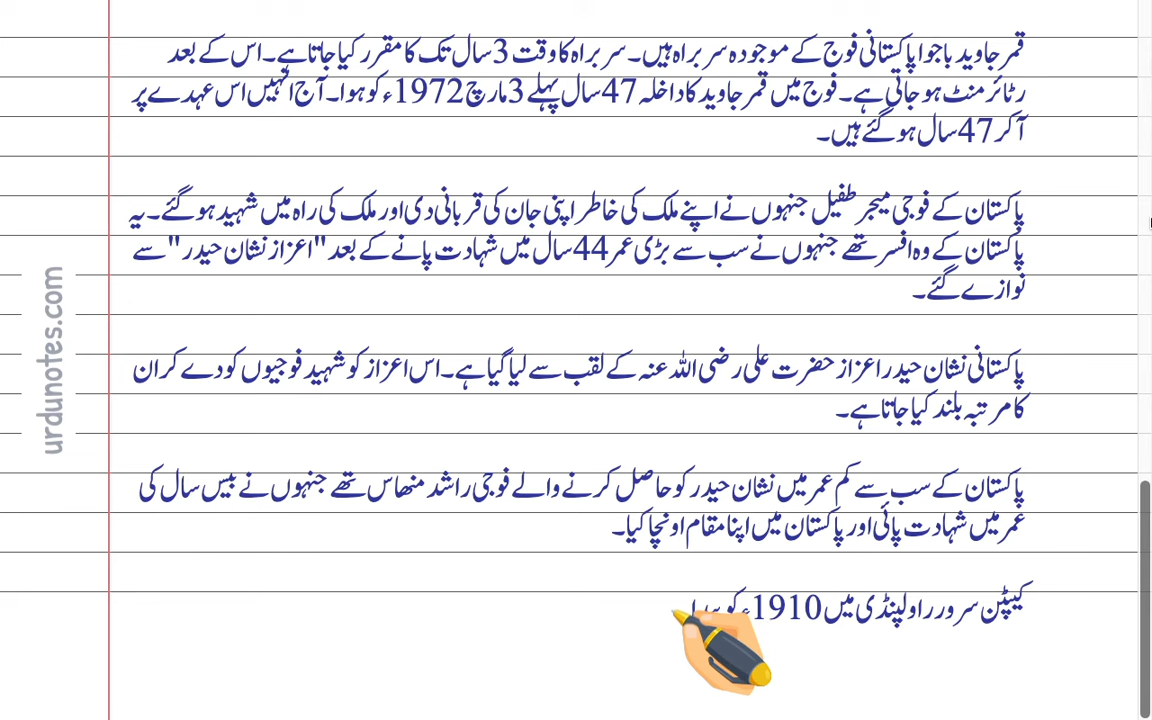 قمر جاوید باجوا پاکستانی فوج کے موجودہ سربراہ ہیں۔ سربراہ کا وقت 3 سال تک کا مقرر کیا جاتا ہے۔ اس کے بعد
رٹائرمنٹ ہو جاتی ہے۔ فوج میں قمر جاوید کا داخلہ 47 سال پہلے 3 مارچ 1972ء کو ہوا۔ آج انہیں اس عہدے پر
آ کر 47 سال ہو گئے ہیں۔
پاکستان کے فوجی میجر طفیل جنہوں نے اپنے ملک کی خاطر اپنی جان کی قربانی دی اور ملک کی راہ میں شہید ہو گئے۔ یہ
پاکستان کے وہ افسر تھے جنہوں نے سب سے بڑی عمر 44 سال میں شہادت پانے کے بعد "اعزاز نشان حیدر" سے
نوازے گئے۔
پاکستانی نشان حیدر اعزاز حضرت علی رضی اللہ عنہ کے لقب سے لیا گیا ہے۔ اس اعزاز کو شہید فوجیوں کو دے کر ان
کا مرتبہ بلند کیا جاتا ہے۔
پاکستان کے سب سے کم عمر میں نشان حیدر کو حاصل کرنے والے فوجی راشد منھاس تھے جنہوں نے بیس سال کی
عمر میں شہادت پائی اور پاکستان میں اپنا مقام اونچا کیا۔
کیپٹن سرور راولپنڈی میں 1910ء کو
urdunotes.com